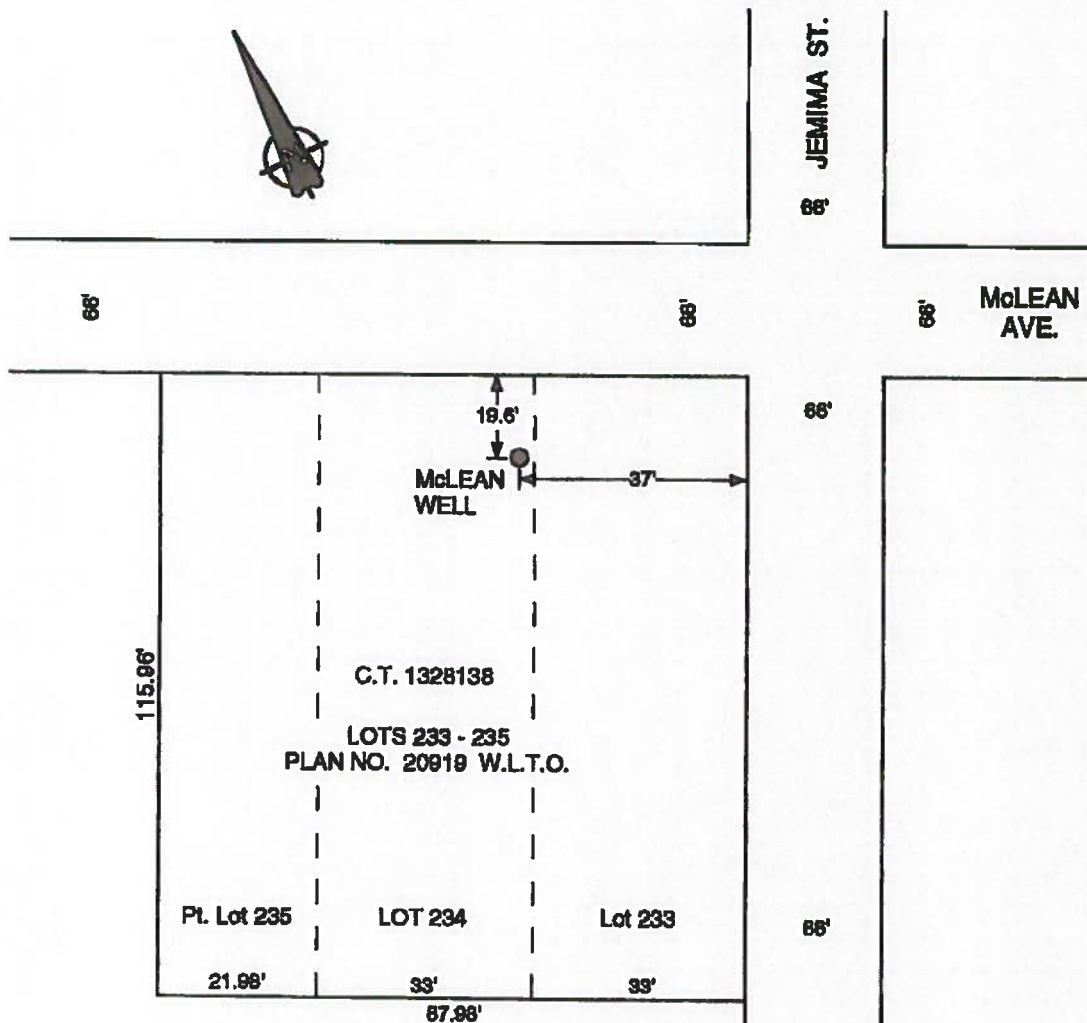 JEMIMA ST.
66'
66'
66'
66'
McLEAN
AVE.
66'
19.6'
37'
McLEAN
WELL
115.96'
C.T. 1328138
LOTS 233 - 235
PLAN NO. 20919 W.L.T.O.
Pt. Lot 235
LOT 234
Lot 233
66'
21.98'
33'
33'
87.98'